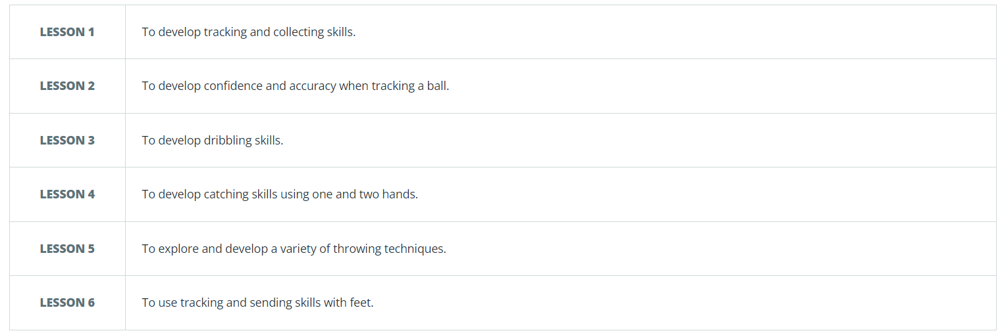 LESSON 1 To develop tracking and collecting skills.
LESSON 2 To develop confidence and accuracy when tracking a ball.
LESSON 3 To develop dribbling skills.
LESSON 4 To develop catching skills using one and two hands.
LESSON 5 To explore and develop a variety of throwing techniques.
LESSON 6 To use tracking and sending skills with feet.